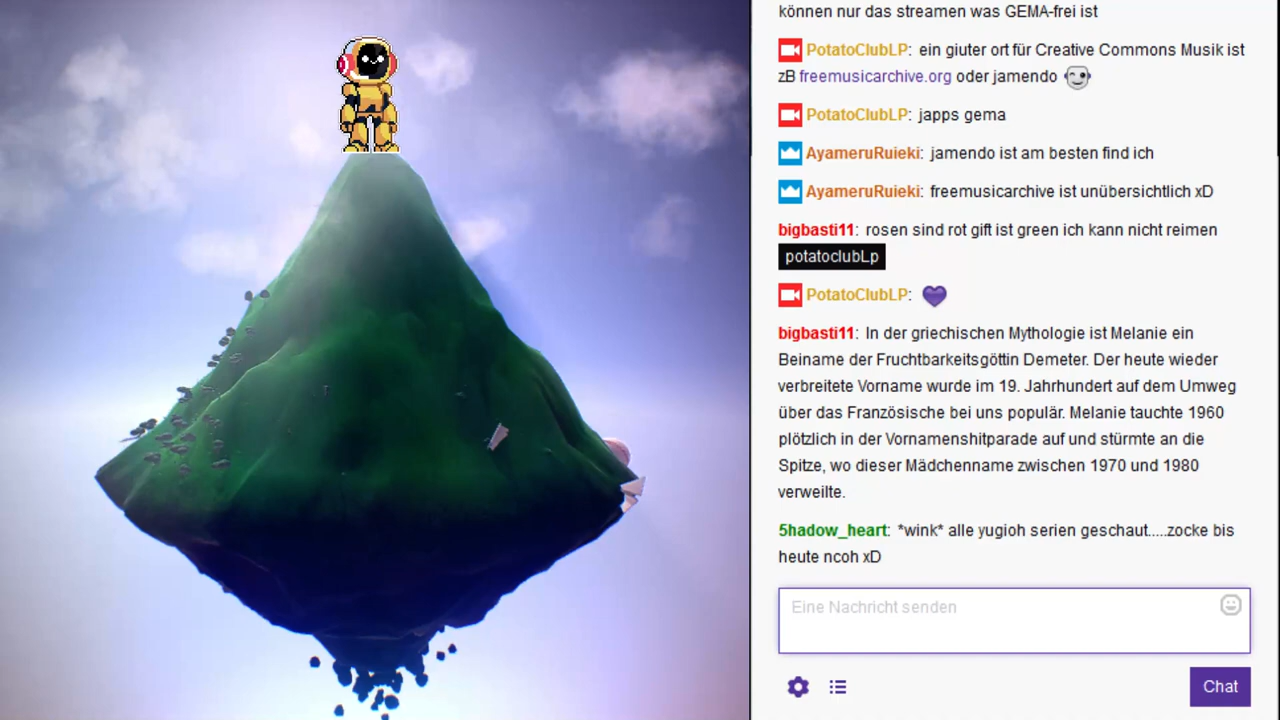 können nur das streamen was GEMA-frei ist
PotatoClubLP: ein giuter ort für Creative Commons Musik ist
zB freemusicarchive.org oder jamendo
PotatoClubLP: japps gema
AyameruRuieki: jamendo ist am besten find ich
AyameruRuieki: freemusicarchive ist unübersichtlich xD
bigbasti11: rosen sind rot gift ist green ich kann nicht reimen
potatoclubLp
PotatoClubLP:
bigbasti11: In der griechischen Mythologie ist Melanie ein
Beiname der Fruchtbarkeitsgöttin Demeter. Der heute wieder
verbreitete Vorname wurde im 19. Jahrhundert auf dem Umweg
über das Französische bei uns populär. Melanie tauchte 1960
plötzlich in der Vornamenshitparade auf und stürmte an die
Spitze, wo dieser Mädchenname zwischen 1970 und 1980
verweilte.
5hadow_heart: *wink* alle yugioh serien geschaut.....zocke bis
heute ncoh xD
Eine Nachricht senden
Chat